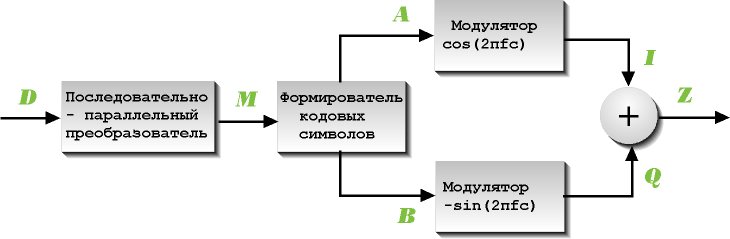 D
Последовательно
- параллельный
преобразователь
M
Формирователь
кодовых
символов
A
Модулятор
cos(2πfc)
I
B
Модулятор
-sin(2πfc)
Q
+
Z